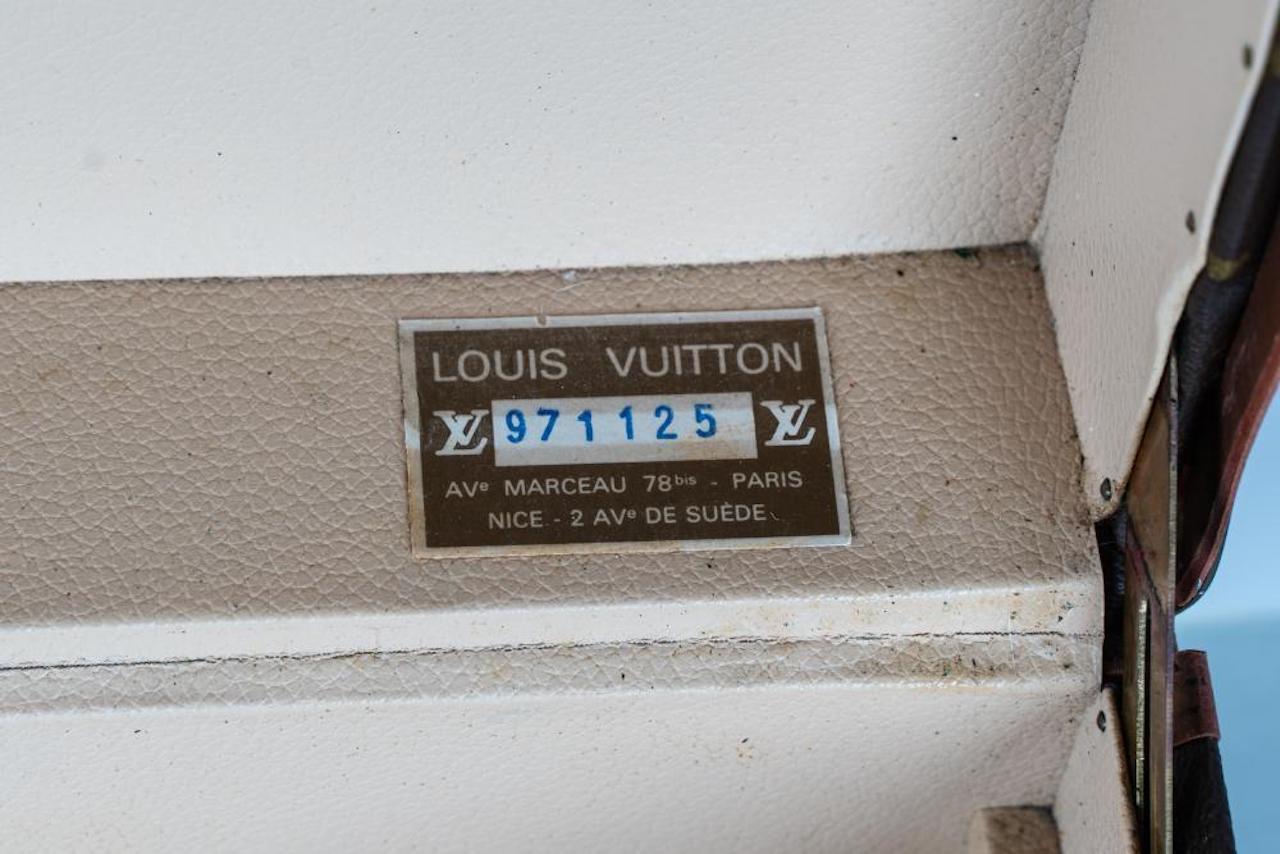 LOUIS VUITTON
LV 971125 LV
AVᵉ MARCEAU 78ᵇⁱˢ - PARIS
NICE - 2 AVᵉ DE SUÈDE